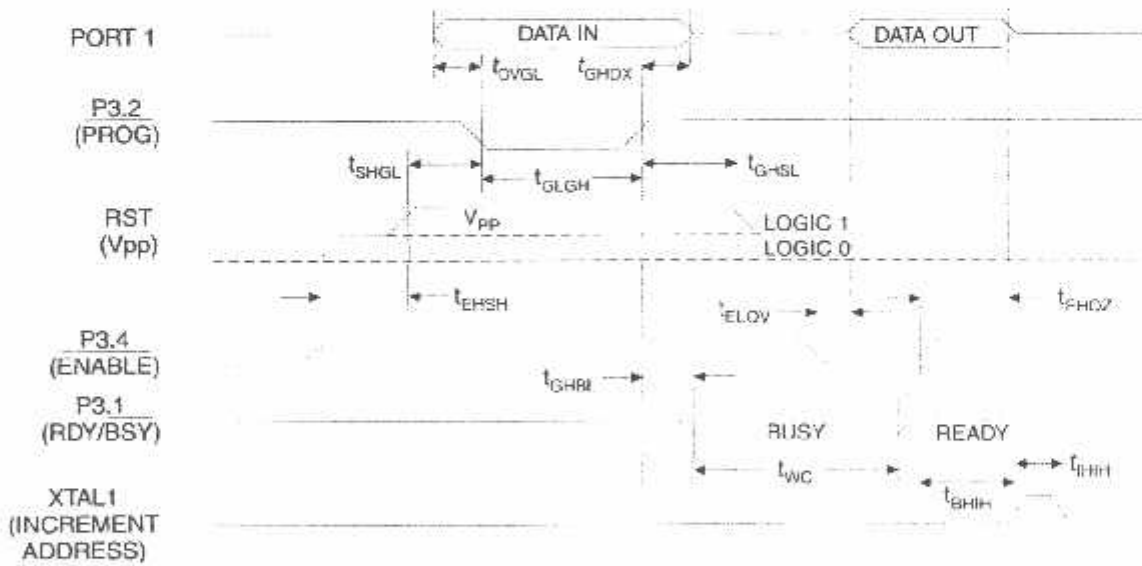 PORT 1
DATA IN
DATA OUT
tDVGL
tGHDX
P3.2
(PROG)
tSHGL
tGLGH
tGHSL
RST
(Vpp)
VPP
LOGIC 1
LOGIC 0
tEHSH
tELQV
tEHQZ
P3.4
(ENABLE)
tGHBL
P3.1
(RDY/BSY)
BUSY
READY
tWC
tBHIH
tIHIL
XTAL1
(INCREMENT
ADDRESS)